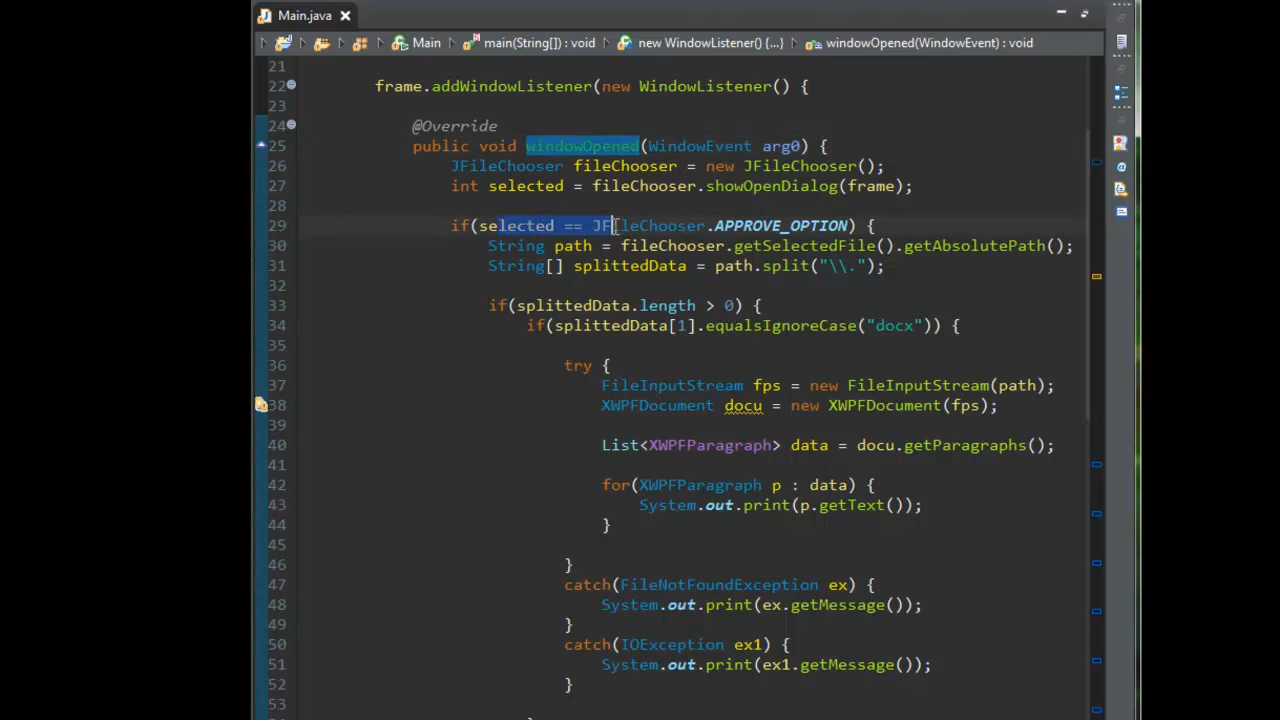 Main.java
Main main(String[]) : void new WindowListener() {...} windowOpened(WindowEvent) : void
21
22 frame.addWindowListener(new WindowListener() {
23
24 @Override
25 public void windowOpened(WindowEvent arg0) {
26 JFileChooser fileChooser = new JFileChooser();
27 int selected = fileChooser.showOpenDialog(frame);
28
29 if(selected == JFileChooser.APPROVE_OPTION) {
30 String path = fileChooser.getSelectedFile().getAbsolutePath();
31 String[] splittedData = path.split("\\.");
32
33 if(splittedData.length > 0) {
34 if(splittedData[1].equalsIgnoreCase("docx")) {
35
36 try {
37 FileInputStream fps = new FileInputStream(path);
38 XWPFDocument docu = new XWPFDocument(fps);
39
40 List<XWPFParagraph> data = docu.getParagraphs();
41
42 for(XWPFParagraph p : data) {
43 System.out.print(p.getText());
44 }
45
46 }
47 catch(FileNotFoundException ex) {
48 System.out.print(ex.getMessage());
49 }
50 catch(IOException ex1) {
51 System.out.print(ex1.getMessage());
52 }
53